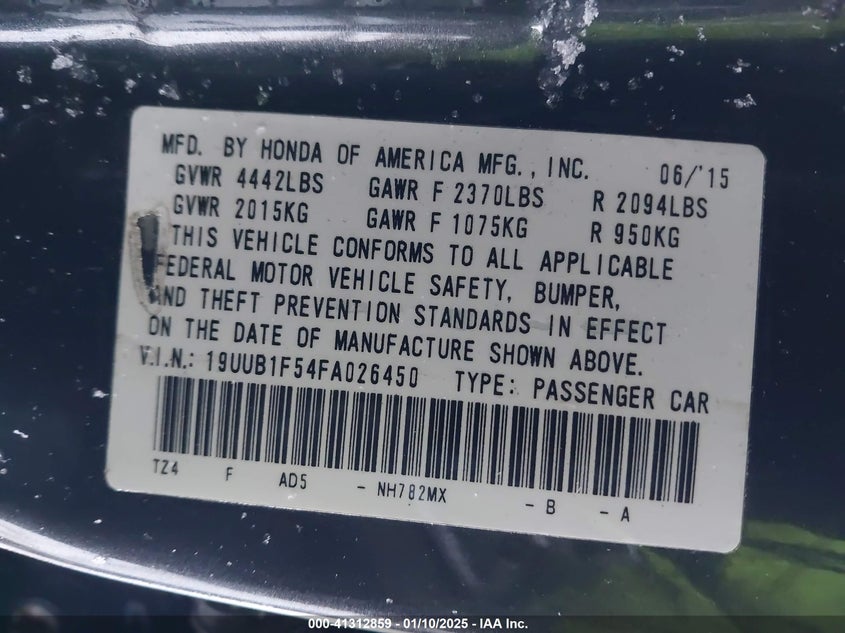 MFD. BY HONDA OF AMERICA MFG., INC. 06/'15
GVWR 4442LBS GAWR F 2370LBS R 2094LBS
GVWR 2015KG GAWR F 1075KG R 950KG
THIS VEHICLE CONFORMS TO ALL APPLICABLE
FEDERAL MOTOR VEHICLE SAFETY, BUMPER,
AND THEFT PREVENTION STANDARDS IN EFFECT
ON THE DATE OF MANUFACTURE SHOWN ABOVE.
V.I.N.: 19UUB1F54FA026450 TYPE: PASSENGER CAR
TZ4 F AD5 - NH782MX - B - A
000-41312859 - 01/10/2025 - IAA Inc.